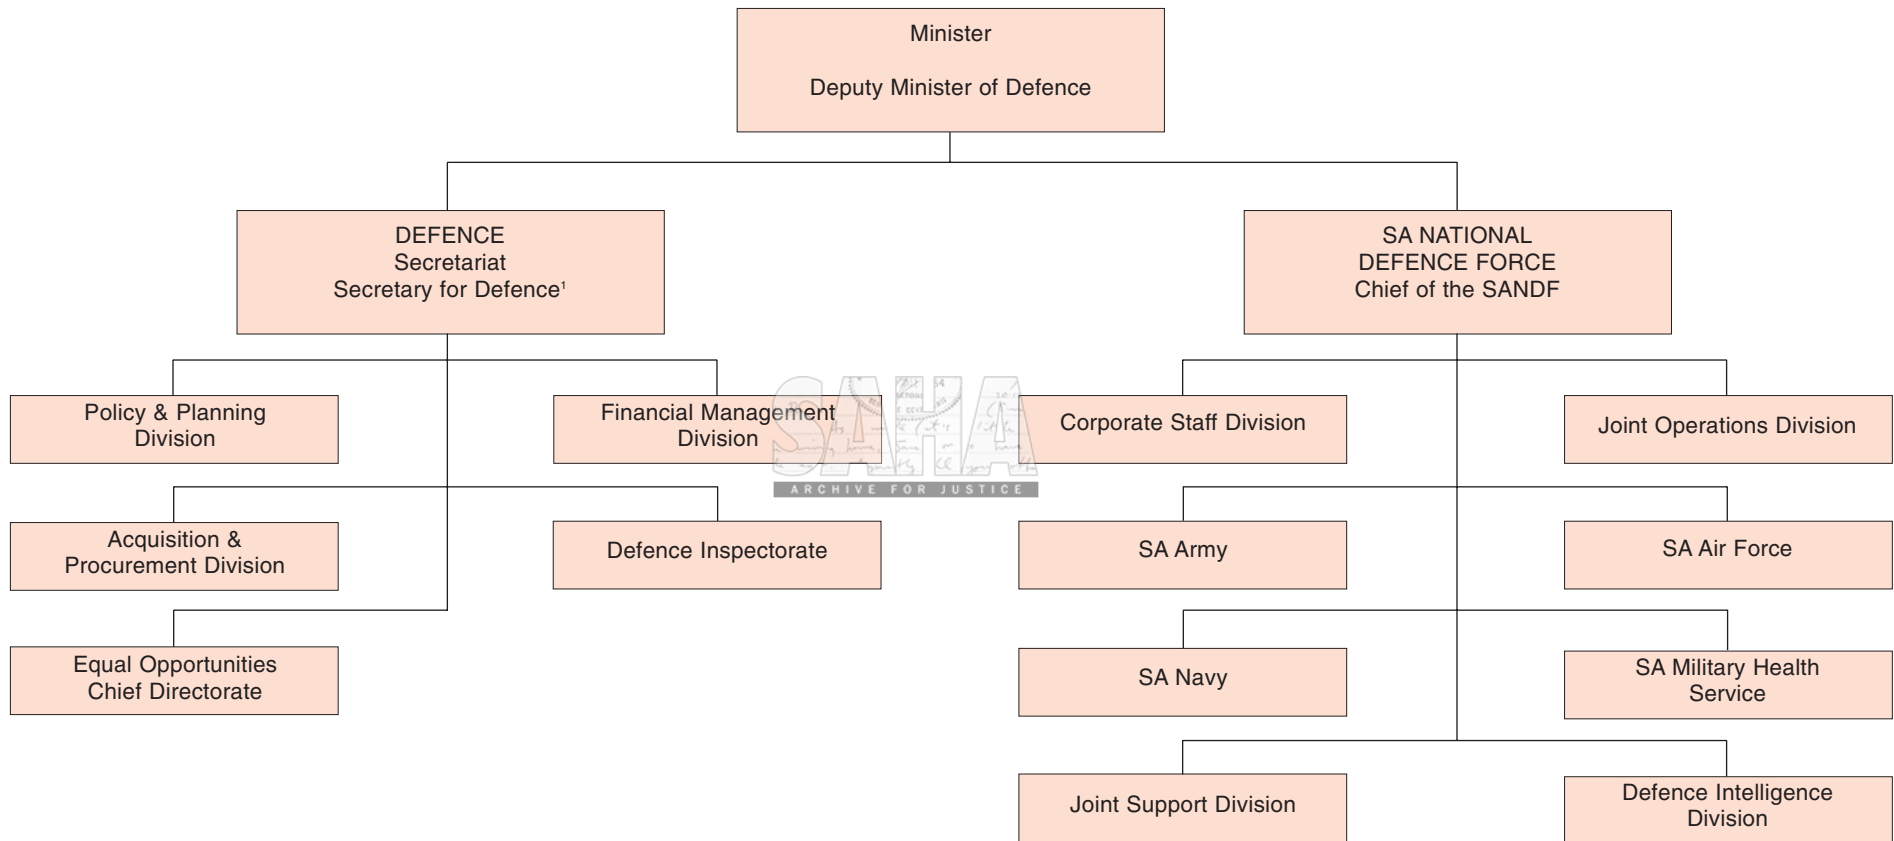 Minister
Deputy Minister of Defence
DEFENCE
Secretariat
Secretary for Defence¹
SA NATIONAL
DEFENCE FORCE
Chief of the SANDF
Policy & Planning
Division
Financial Management
Division
Corporate Staff Division
Joint Operations Division
SAHA
ARCHIVE FOR JUSTICE
Acquisition &
Procurement Division
Defence Inspectorate
SA Army
SA Air Force
Equal Opportunities
Chief Directorate
SA Navy
SA Military Health
Service
Joint Support Division
Defence Intelligence
Division